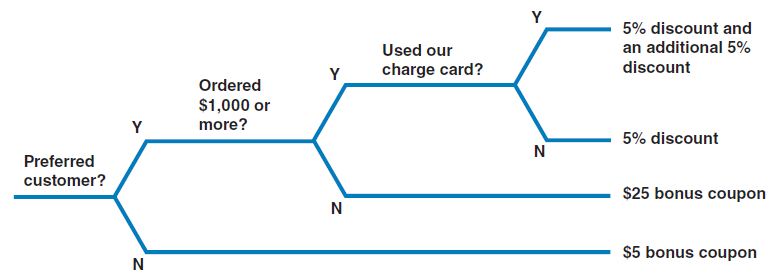 Preferred
customer?
Y
N
Ordered
$1,000 or
more?
Y
N
Used our
charge card?
Y
N
5% discount and
an additional 5%
discount
5% discount
$25 bonus coupon
$5 bonus coupon